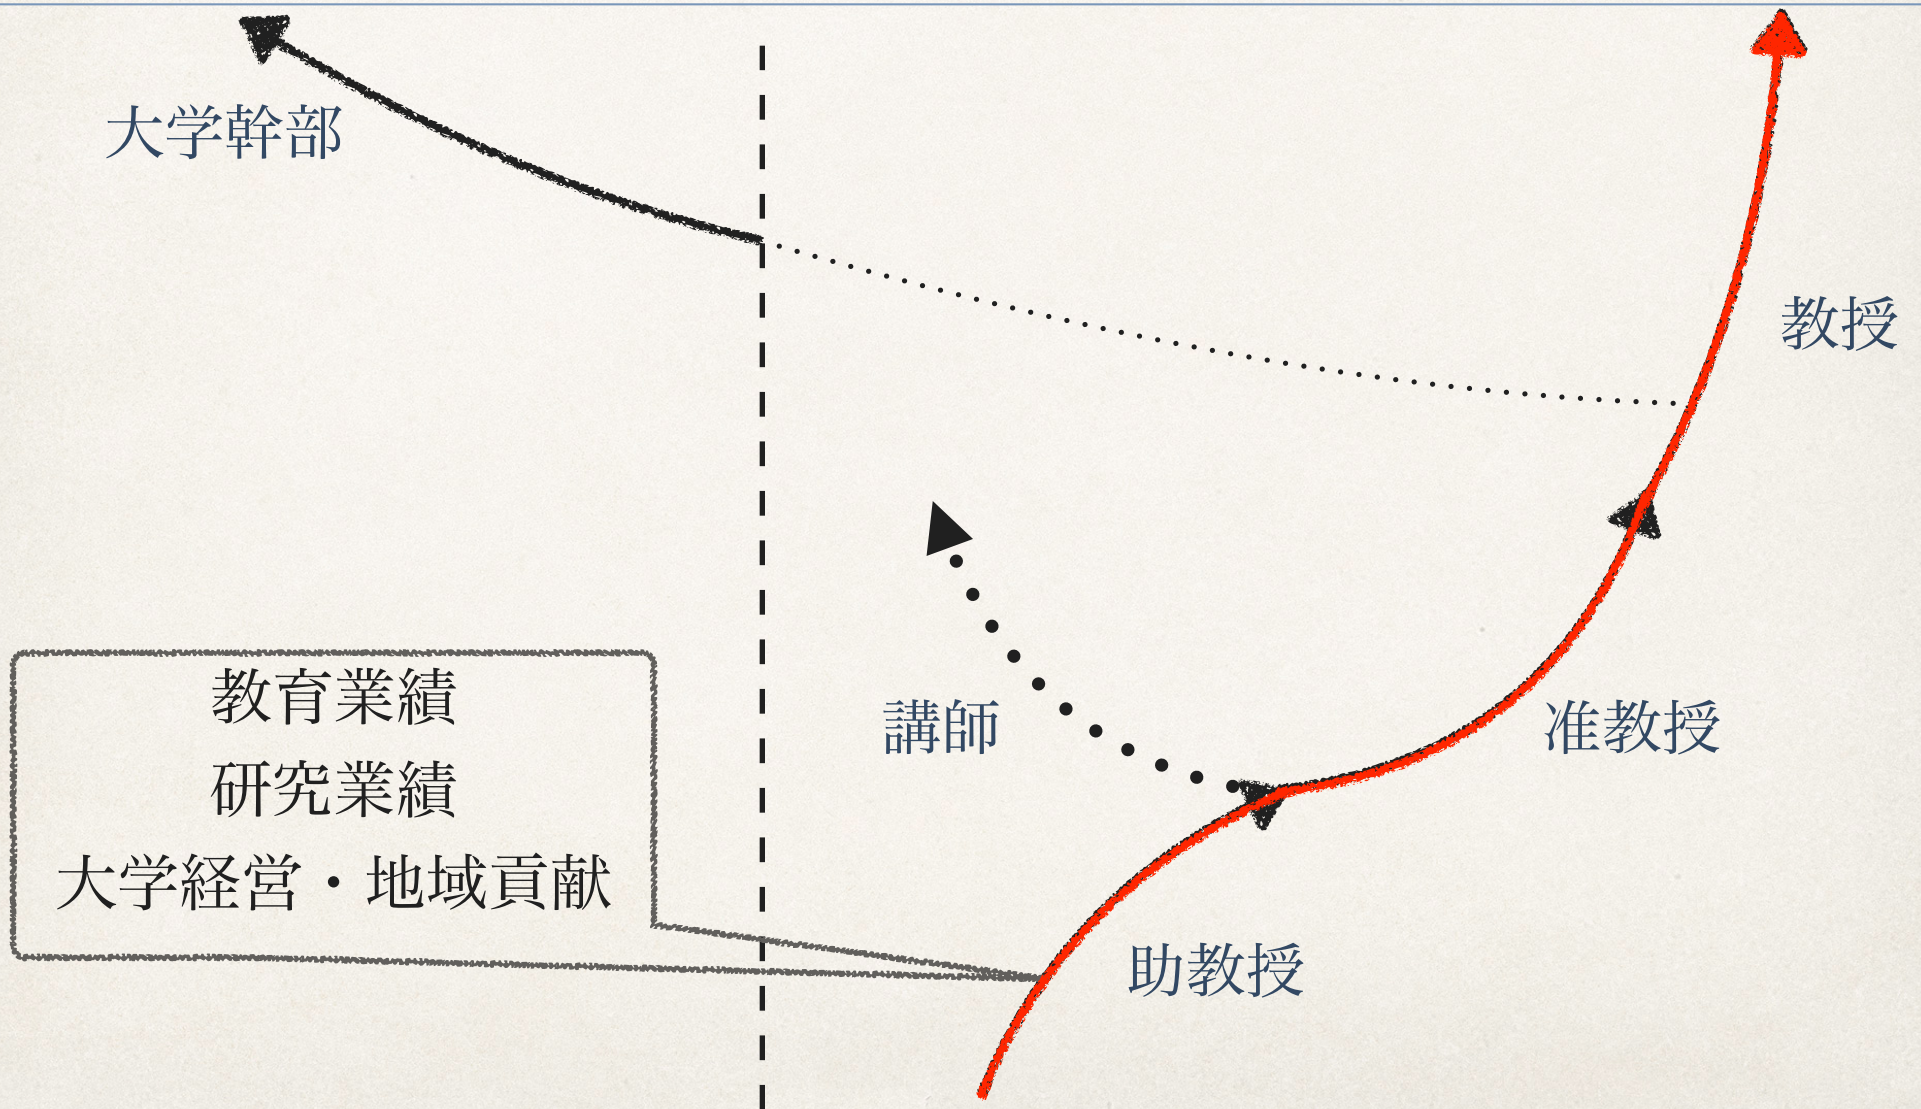 大学幹部
教授
教育業績
研究業績
大学経営・地域貢献
講師
准教授
助教授